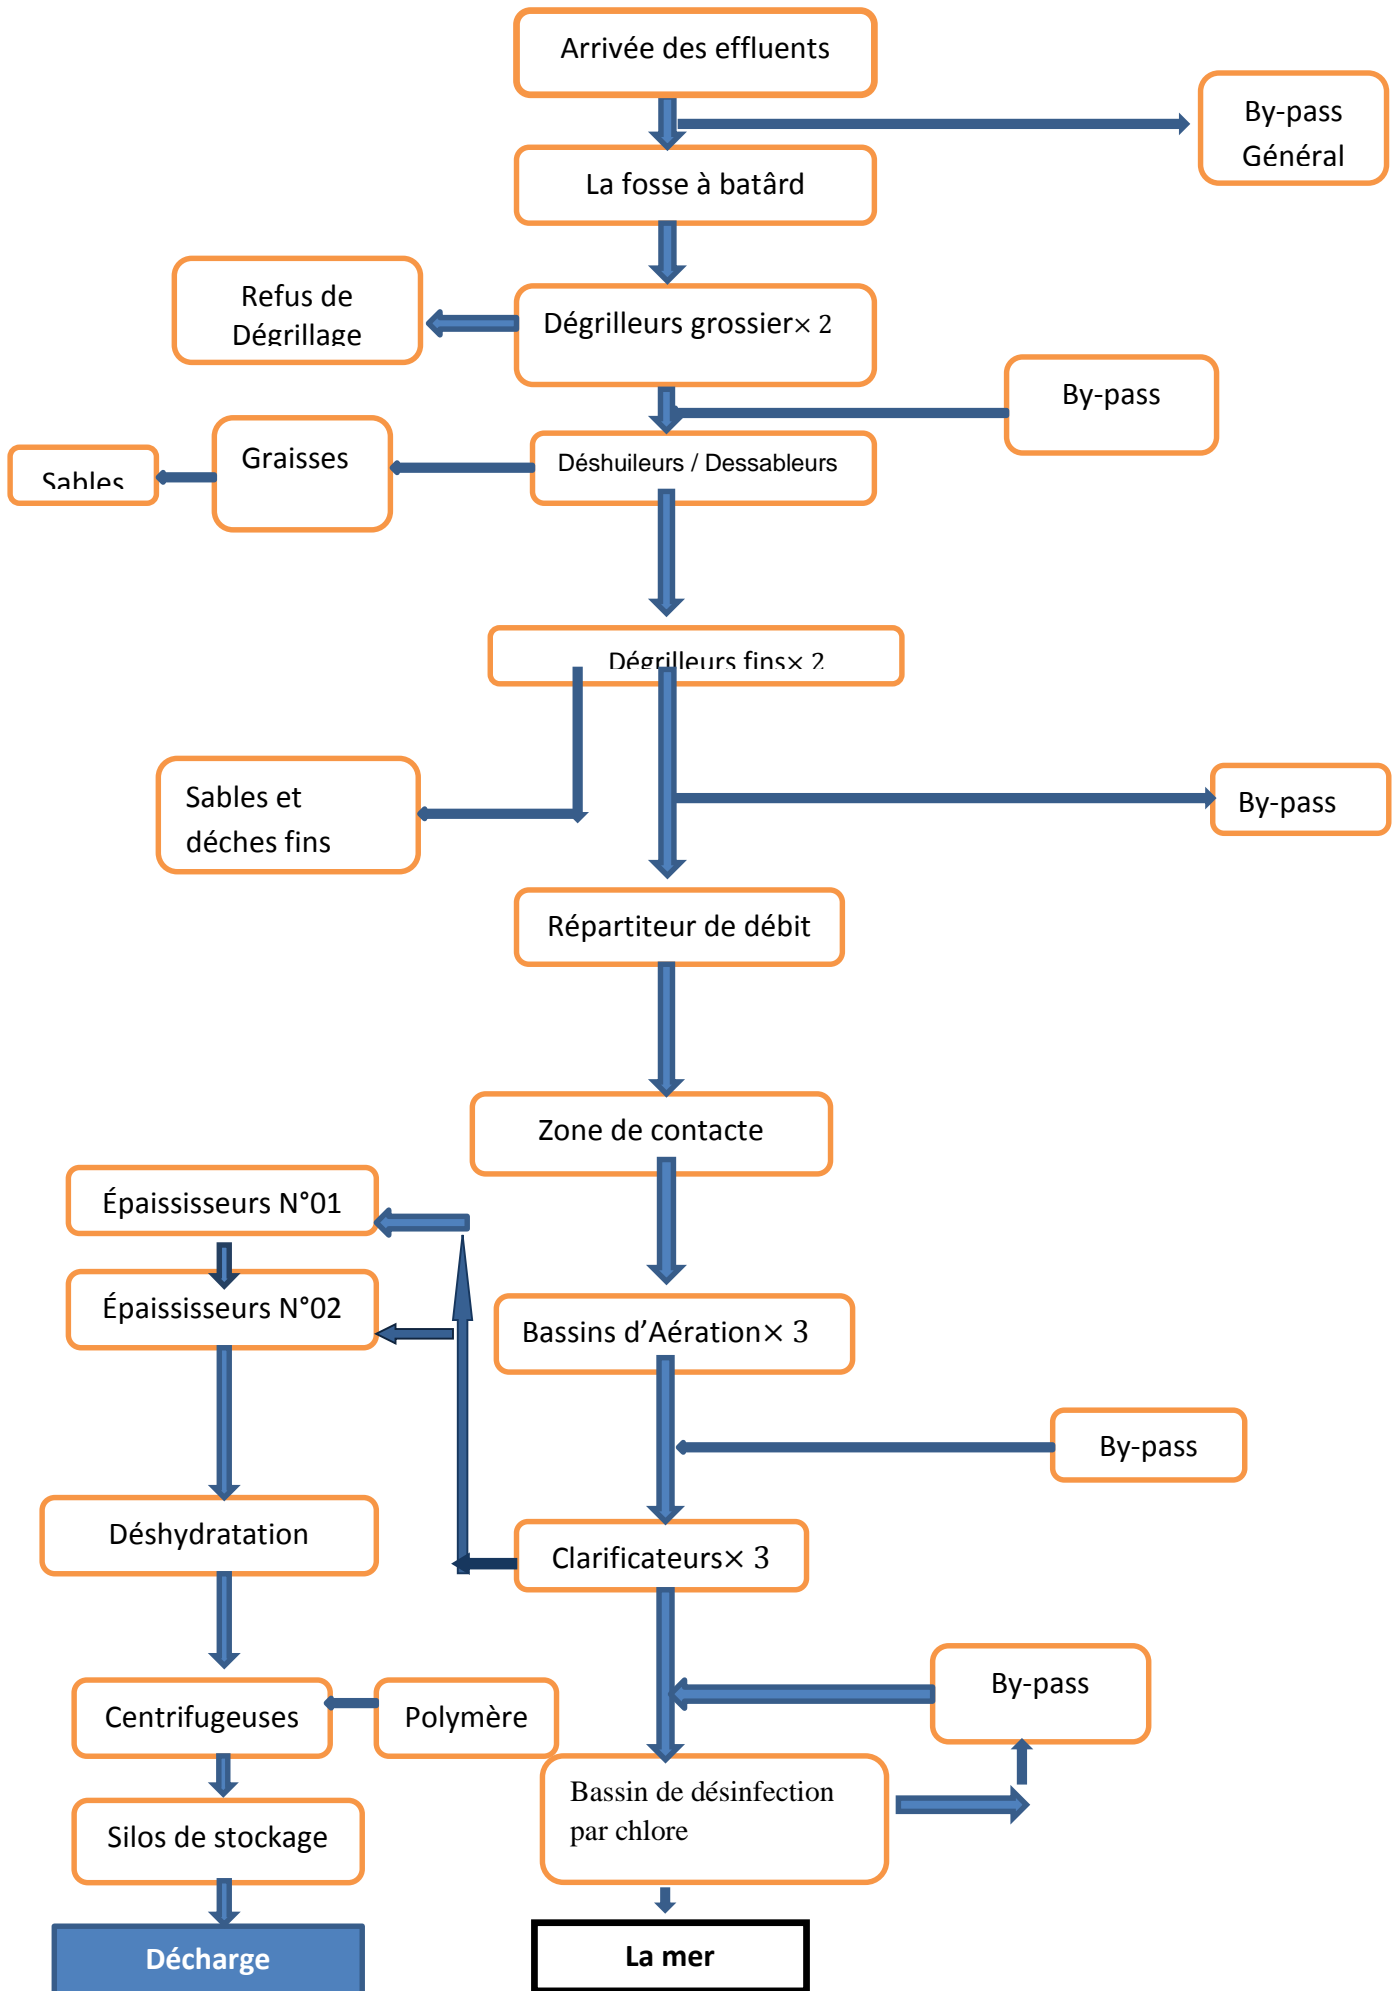 Arrivée des effluents
By-pass
Général
La fosse à batârd
Refus de
Dégrillage
Dégrilleurs grossier× 2
By-pass
Sables
Graisses
Déshuileurs / Dessableurs
Dégrilleurs fins× 2
Sables et
déches fins
By-pass
Répartiteur de débit
Zone de contacte
Épaississeurs N°01
Épaississeurs N°02
Bassins d’Aération× 3
By-pass
Déshydratation
Clarificateurs× 3
By-pass
Centrifugeuses
Polymère
Bassin de désinfection
par chlore
Silos de stockage
Décharge
La mer